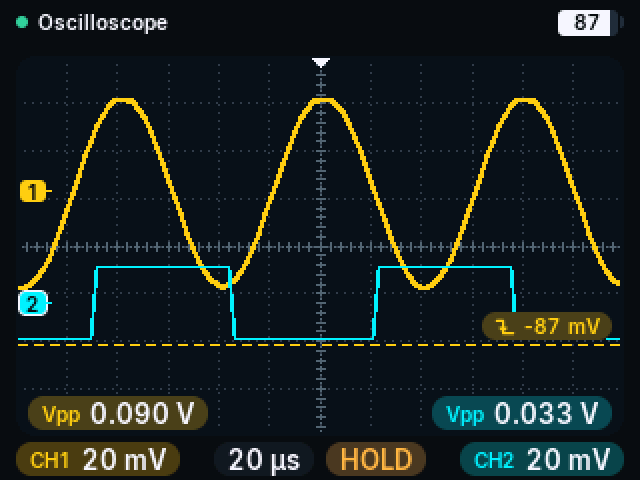 Oscilloscope 87
1
2
-87 mV
Vpp 0.090 V Vpp 0.033 V
CH1 20 mV 20 µs HOLD CH2 20 mV